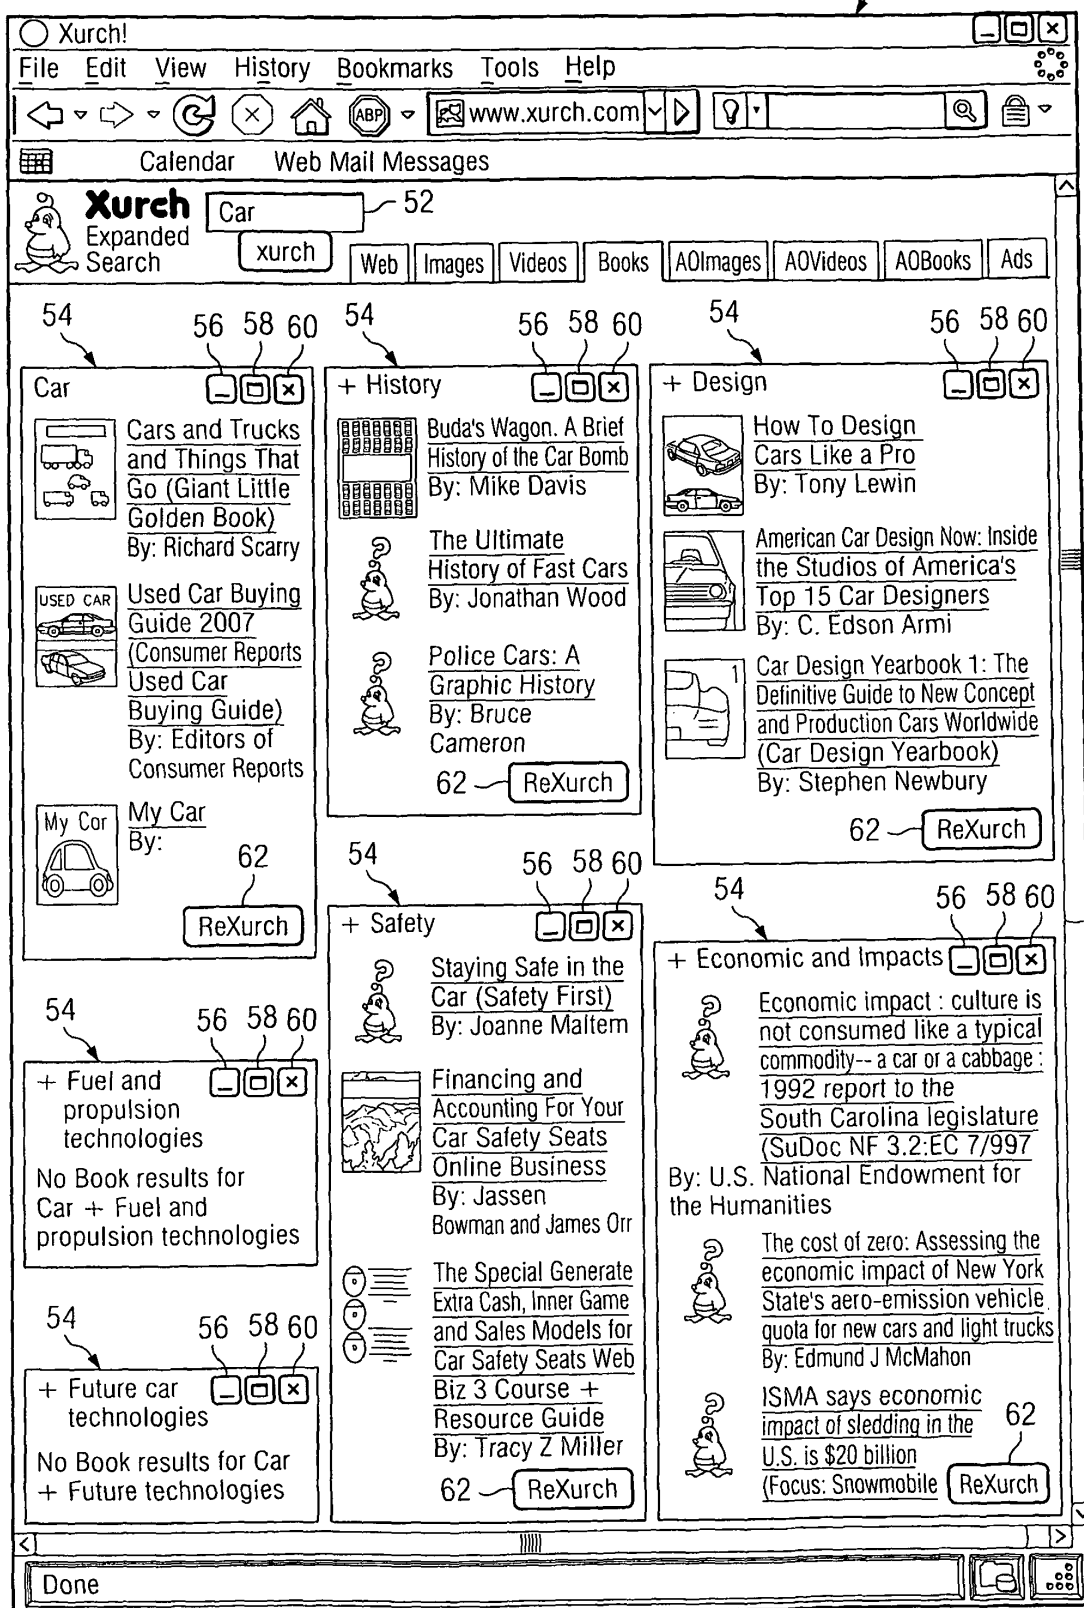 Xurch!
File Edit View History Bookmarks Tools Help
ABP www.xurch.com
Calendar Web Mail Messages
Xurch
Expanded
Search
Car
52
xurch
Web Images Videos Books AOImages AOVideos AOBooks Ads
54 56 58 60
Car
Cars and Trucks
and Things That
Go (Giant Little
Golden Book)
By: Richard Scarry
USED CAR
Used Car Buying
Guide 2007
(Consumer Reports
Used Car
Buying Guide)
By: Editors of
Consumer Reports
My Car
My Car
By:
62
ReXurch
54 56 58 60
+ Fuel and
propulsion
technologies
No Book results for
Car + Fuel and
propulsion technologies
54 56 58 60
+ Future car
technologies
No Book results for Car
+ Future technologies
54 56 58 60
+ History
Buda's Wagon. A Brief
History of the Car Bomb
By: Mike Davis
The Ultimate
History of Fast Cars
By: Jonathan Wood
Police Cars: A
Graphic History
By: Bruce
Cameron
62 ReXurch
54 56 58 60
+ Safety
Staying Safe in the
Car (Safety First)
By: Joanne Maltem
Financing and
Accounting For Your
Car Safety Seats
Online Business
By: Jassen
Bowman and James Orr
The Special Generate
Extra Cash, Inner Game
and Sales Models for
Car Safety Seats Web
Biz 3 Course +
Resource Guide
By: Tracy Z Miller
62 ReXurch
54 56 58 60
+ Design
How To Design
Cars Like a Pro
By: Tony Lewin
American Car Design Now: Inside
the Studios of America's
Top 15 Car Designers
By: C. Edson Armi
1
Car Design Yearbook 1: The
Definitive Guide to New Concept
and Production Cars Worldwide
(Car Design Yearbook)
By: Stephen Newbury
62 ReXurch
54 56 58 60
+ Economic and Impacts
Economic impact : culture is
not consumed like a typical
commodity-- a car or a cabbage :
1992 report to the
South Carolina legislature
(SuDoc NF 3.2:EC 7/997
By: U.S. National Endowment for
the Humanities
The cost of zero: Assessing the
economic impact of New York
State's aero-emission vehicle
quota for new cars and light trucks
By: Edmund J McMahon
ISMA says economic
impact of sledding in the
U.S. is $20 billion
(Focus: Snowmobile
62
ReXurch
Done